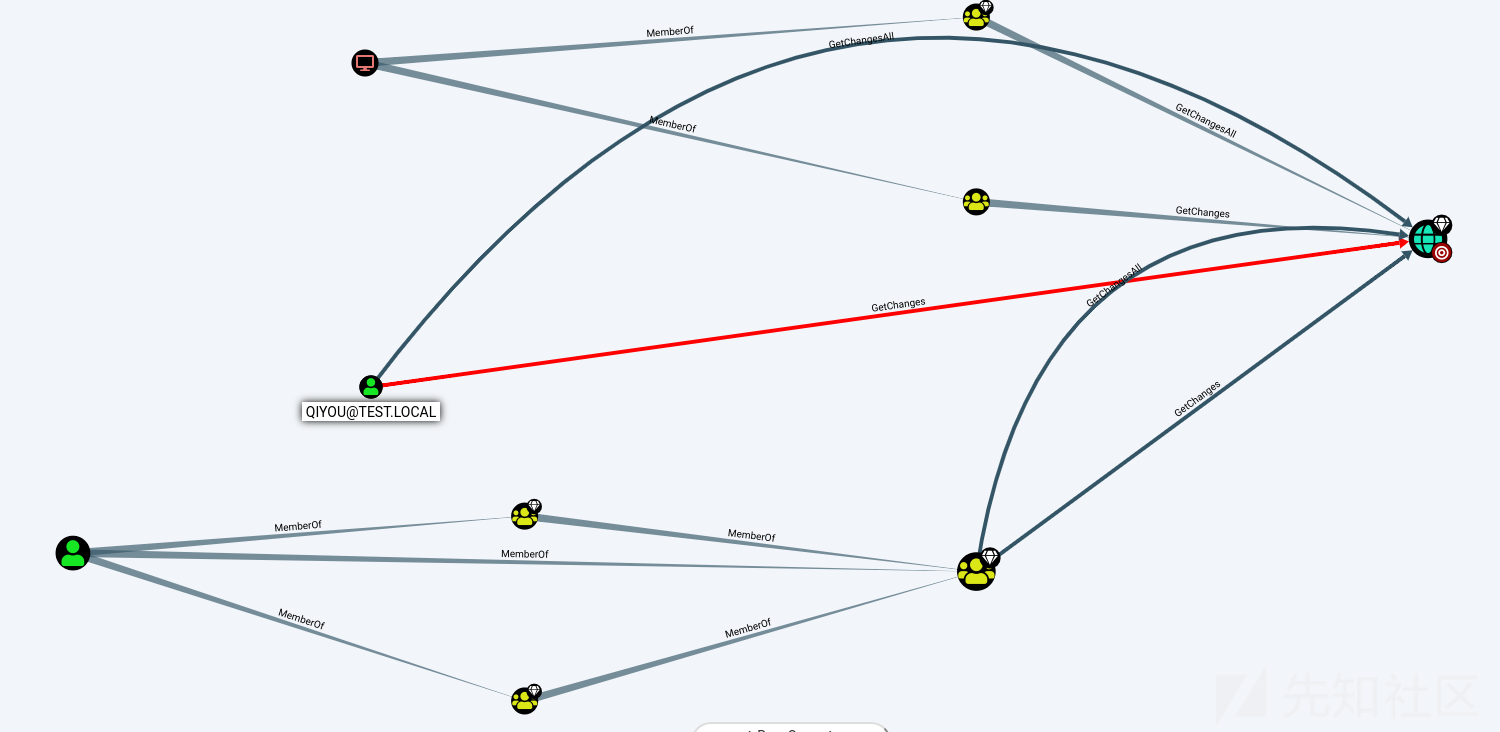 MemberOf
GetChangesAll
GetChangesAll
MemberOf
GetChanges
GetChangesAll
GetChanges
GetChanges
QIYOU@TEST.LOCAL
MemberOf
MemberOf
MemberOf
MemberOf
MemberOf
先知社区